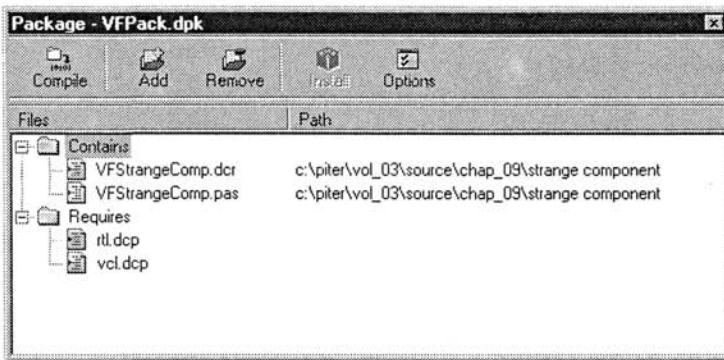 Package - VFPack.dpk
Compile Add Remove Install Options
Files Path
Contains
VFStrangeComp.dcr c:\piter\vol_03\source\chap_09\strange component
VFStrangeComp.pas c:\piter\vol_03\source\chap_09\strange component
Requires
rtl.dcp
vcl.dcp